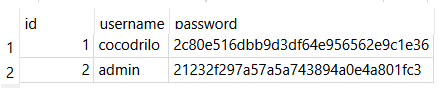 id username password
1 1 cocodrilo 2c80e516dbb9d3df64e956562e9c1e36
2 2 admin 21232f297a57a5a743894a0e4a801fc3